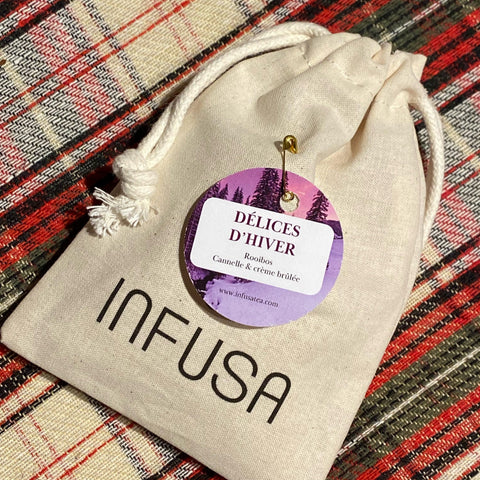 DÉLICES
D'HIVER
Rooibos
Cannelle & crème brûlée
www.infusatea.com
INFUSA